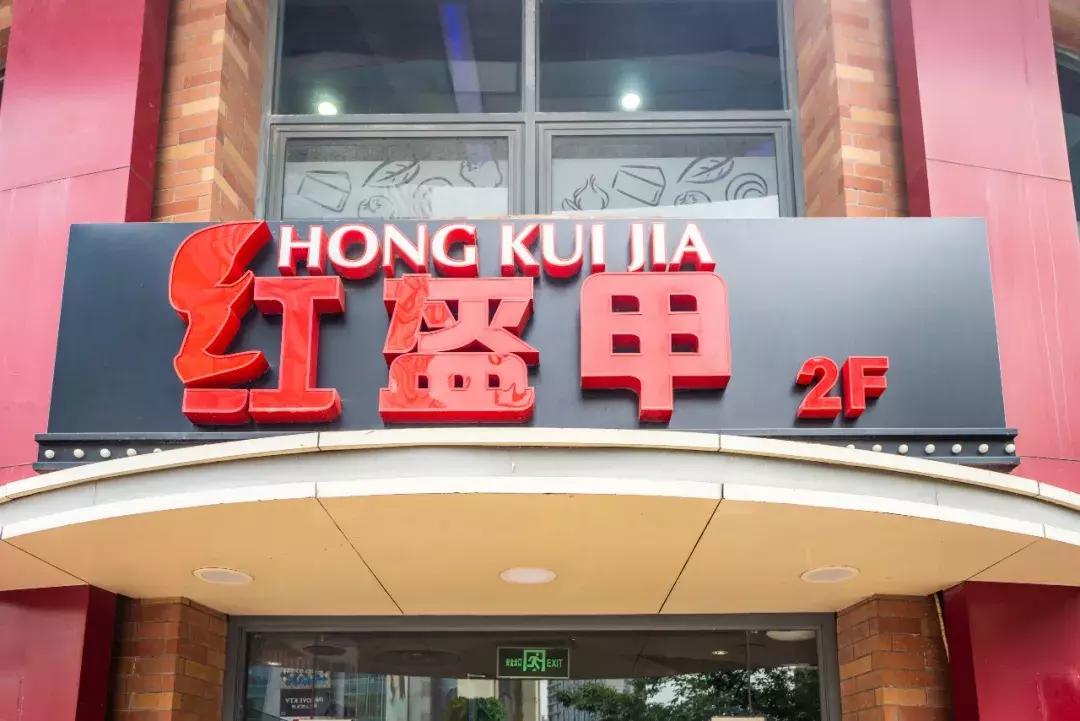 HONG KUI JIA
红盔甲
2F
EXIT